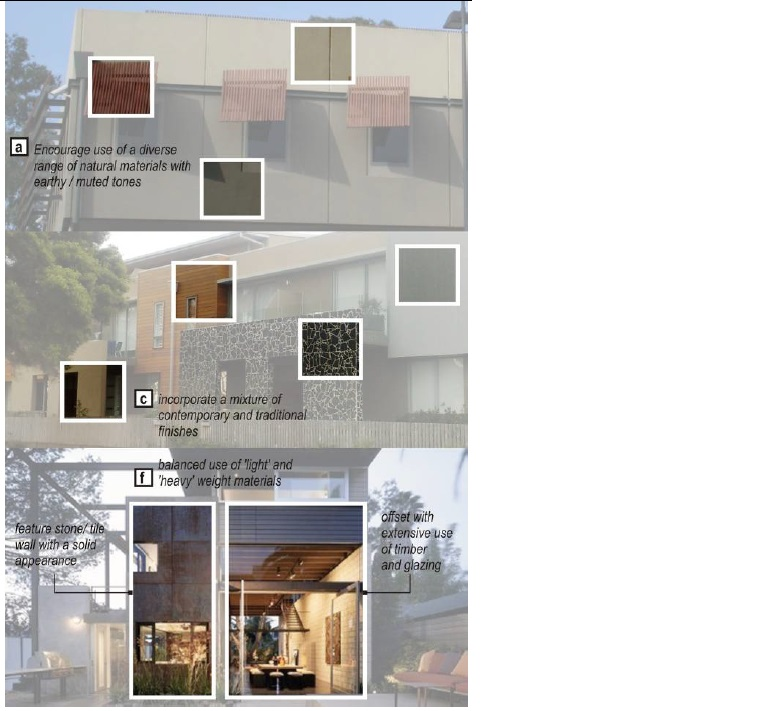 a
Encourage use of a diverse
range of natural materials with
earthy / muted tones
c
incorporate a mixture of
contemporary and traditional
finishes
f
balanced use of 'light' and
'heavy' weight materials
feature stone/ tile
wall with a solid
appearance
offset with
extensive use
of timber
and glazing